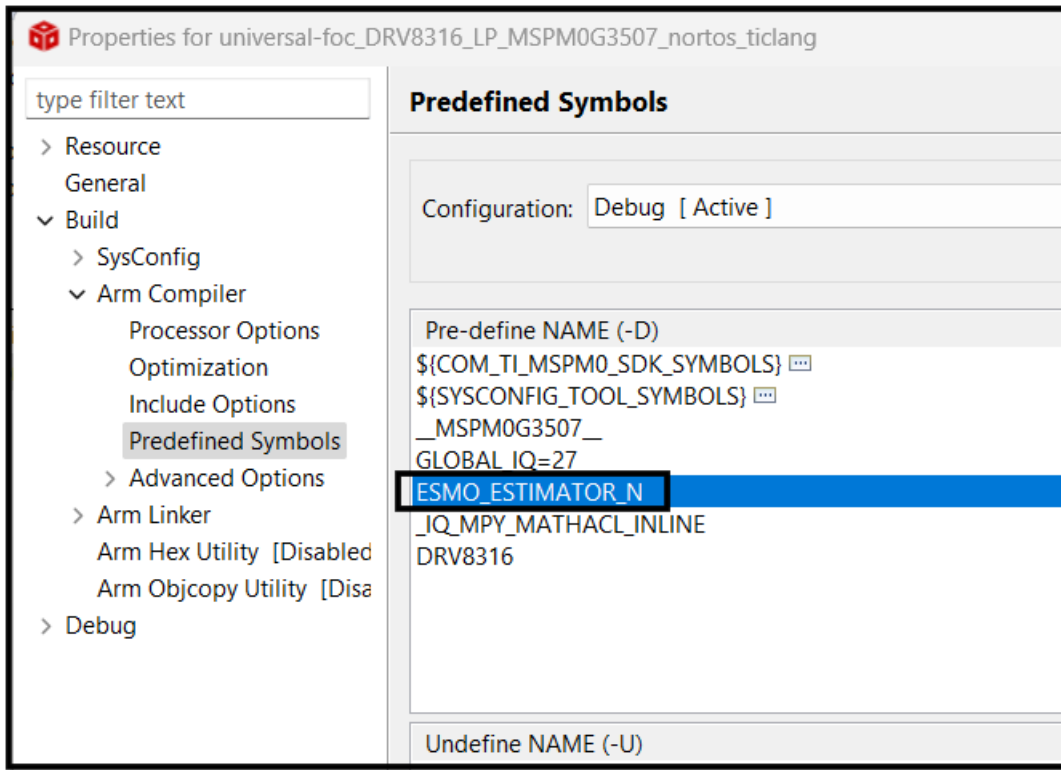 Properties for universal-foc_DRV8316_LP_MSPM0G3507_nortos_ticlang
type filter text
Resource
General
Build
SysConfig
Arm Compiler
Processor Options
Optimization
Include Options
Predefined Symbols
Advanced Options
Arm Linker
Arm Hex Utility [Disabled
Arm Objcopy Utility [Disa
Debug
Predefined Symbols
Configuration: Debug [ Active ]
Pre-define NAME (-D)
${COM_TI_MSPM0_SDK_SYMBOLS}
${SYSCONFIG_TOOL_SYMBOLS}
__MSPM0G3507__
GLOBAL_IQ=27
ESMO_ESTIMATOR_N
_IQ_MPY_MATHACL_INLINE
DRV8316
Undefine NAME (-U)